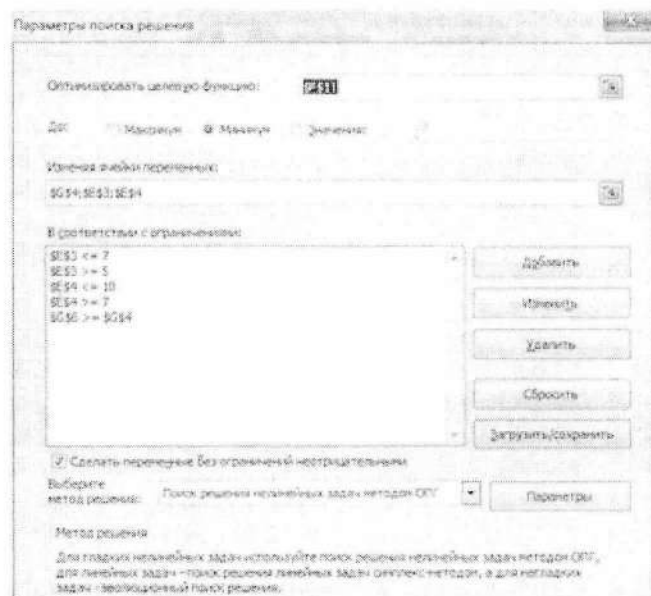 Параметры поиска решения
Оптимизировать целевую функцию:
До: Максимум Минимум Значения:
Изменяя ячейки переменных:
$G$4;$E$3;$E$4
В соответствии с ограничениями:
$E$3 <= 7
$E$3 >= 5
$E$4 <= 10
$E$4 >= 7
$G$6 >= $G$4
Добавить
Изменить
Удалить
Сбросить
Загрузить/сохранить
Сделать переменные без ограничений неотрицательными
Выберите
метод решения:
Поиск решения нелинейных задач методом ОПГ
Параметры
Метод решения
Для гладких нелинейных задач используйте поиск решения нелинейных задач методом ОПГ,
для линейных задач - поиск решения линейных задач симплекс-методом, а для негладких
задач - эволюционный поиск решения.